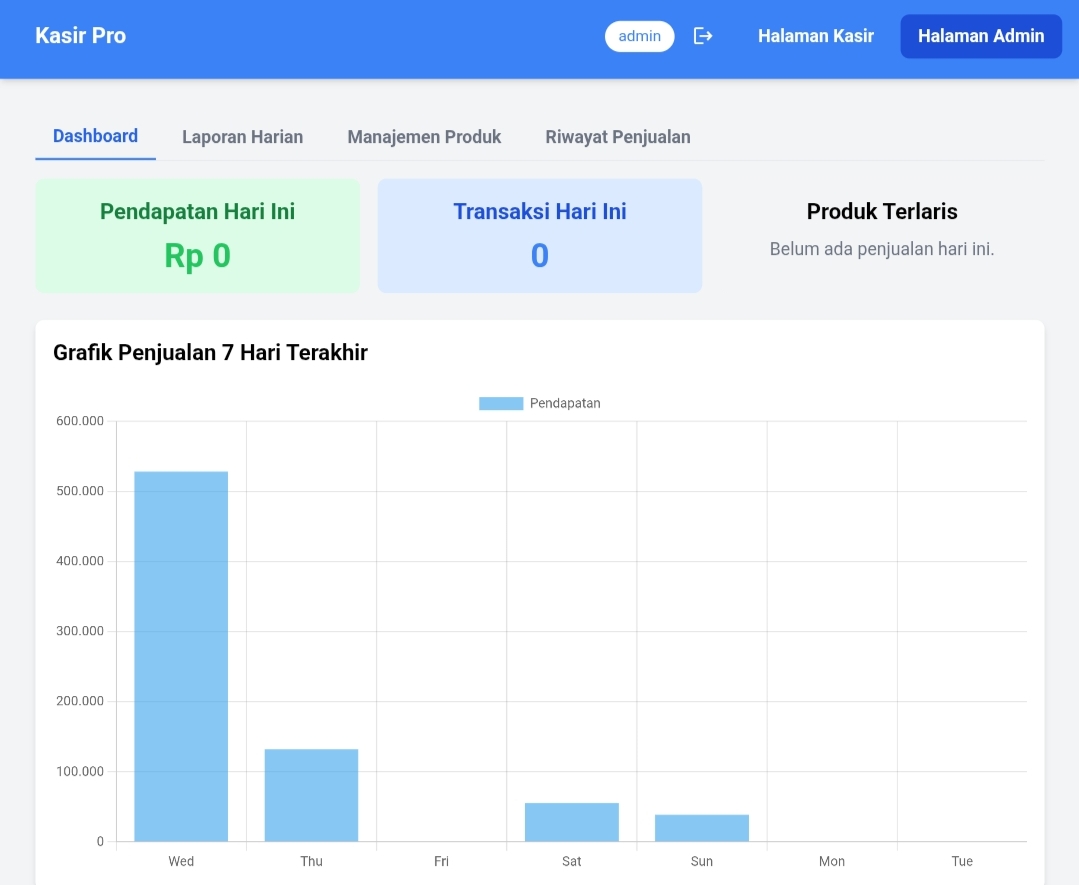 Kasir Pro
admin
Halaman Kasir
Halaman Admin
Dashboard
Laporan Harian
Manajemen Produk
Riwayat Penjualan
Pendapatan Hari Ini
Rp 0
Transaksi Hari Ini
0
Produk Terlaris
Belum ada penjualan hari ini.
Grafik Penjualan 7 Hari Terakhir
Pendapatan
600.000
500.000
400.000
300.000
200.000
100.000
0
Wed Thu Fri Sat Sun Mon Tue